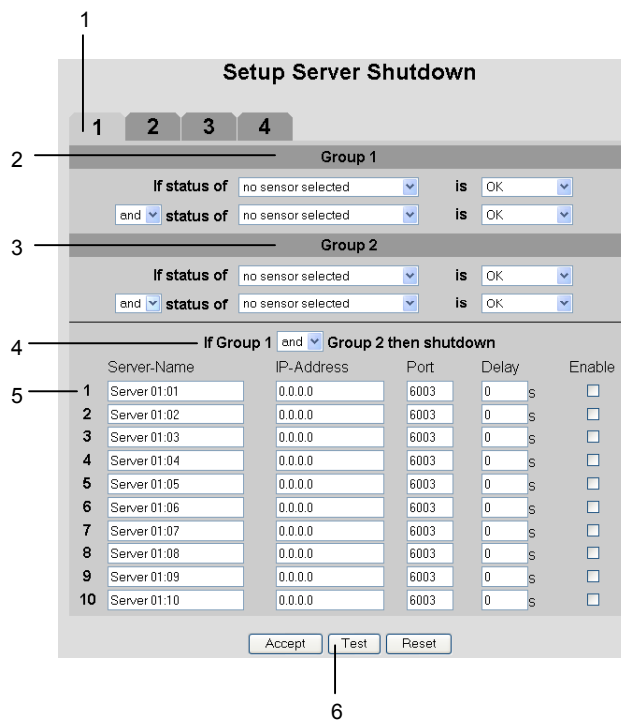 1
Setup Server Shutdown
1 2 3 4
2 Group 1
If status of no sensor selected is OK
and status of no sensor selected is OK
3 Group 2
If status of no sensor selected is OK
and status of no sensor selected is OK
4 If Group 1 and Group 2 then shutdown
Server-Name IP-Address Port Delay Enable
5 1 Server 01:01 0.0.0.0 6003 0 s
2 Server 01:02 0.0.0.0 6003 0 s
3 Server 01:03 0.0.0.0 6003 0 s
4 Server 01:04 0.0.0.0 6003 0 s
5 Server 01:05 0.0.0.0 6003 0 s
6 Server 01:06 0.0.0.0 6003 0 s
7 Server 01:07 0.0.0.0 6003 0 s
8 Server 01:08 0.0.0.0 6003 0 s
9 Server 01:09 0.0.0.0 6003 0 s
10 Server 01:10 0.0.0.0 6003 0 s
Accept Test Reset
6